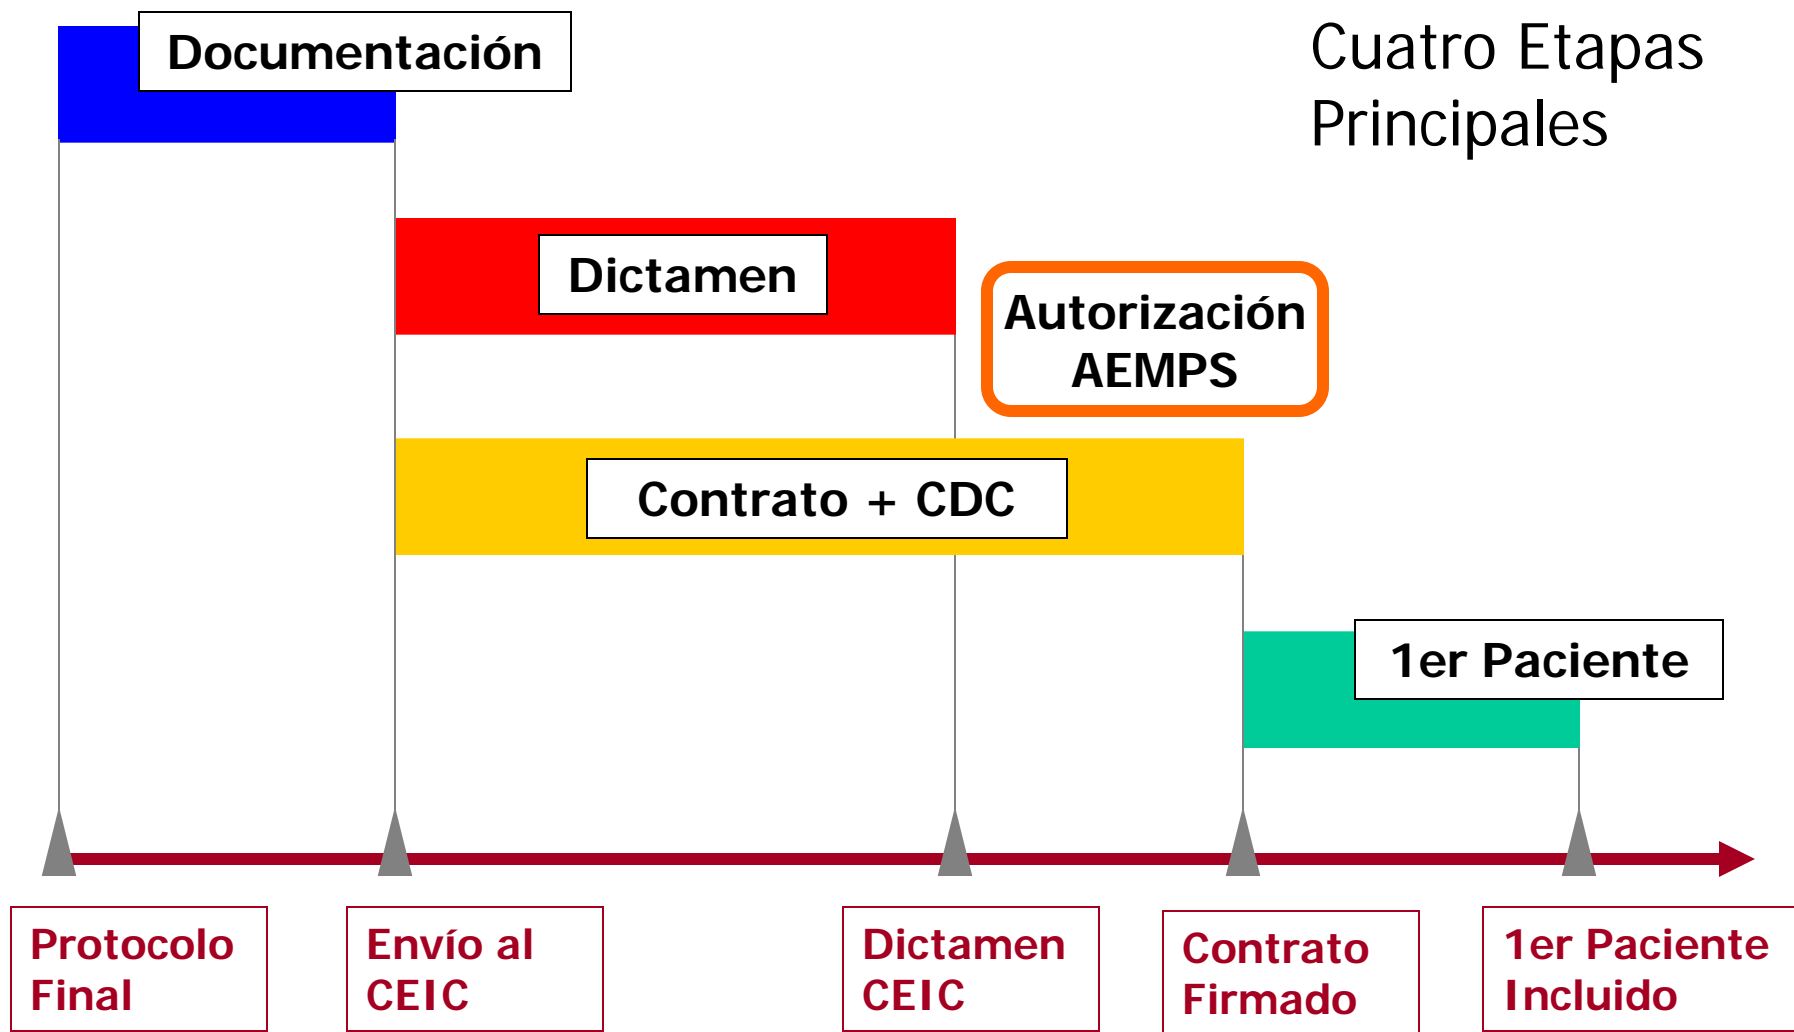 Cuatro Etapas
Principales
Documentación
Dictamen
Autorización
AEMPS
Contrato + CDC
1er Paciente
Protocolo
Final
Envío al
CEIC
Dictamen
CEIC
Contrato
Firmado
1er Paciente
Incluido